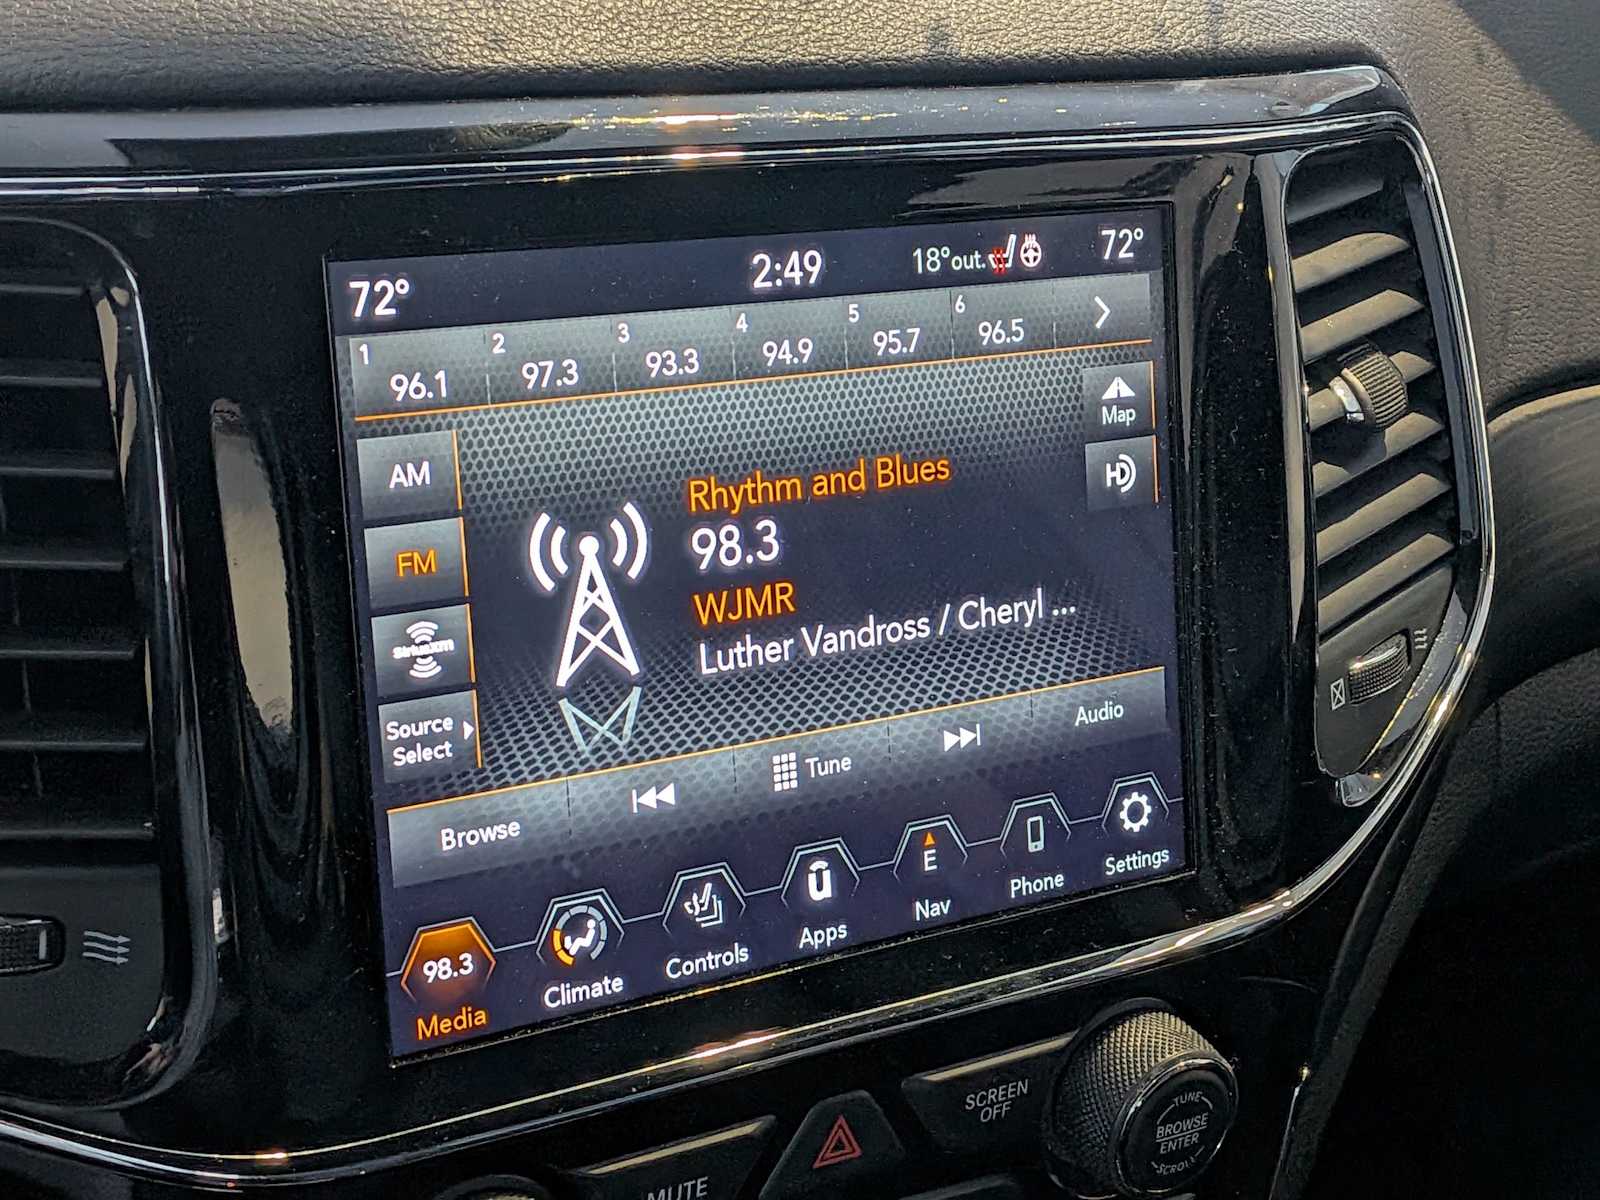 72° 2:49 18°out. 72°
1 96.1 2 97.3 3 93.3 4 94.9 5 95.7 6 96.5
Map
AM
HD
Rhythm and Blues
98.3
FM
WJMR
Luther Vandross / Cheryl ...
SiriusXM
Source
Select
Browse Tune Audio
98.3 E
Media Climate Controls Apps Nav Phone Settings
SCREEN
OFF
TUNE
BROWSE
ENTER
SCROLL
MUTE